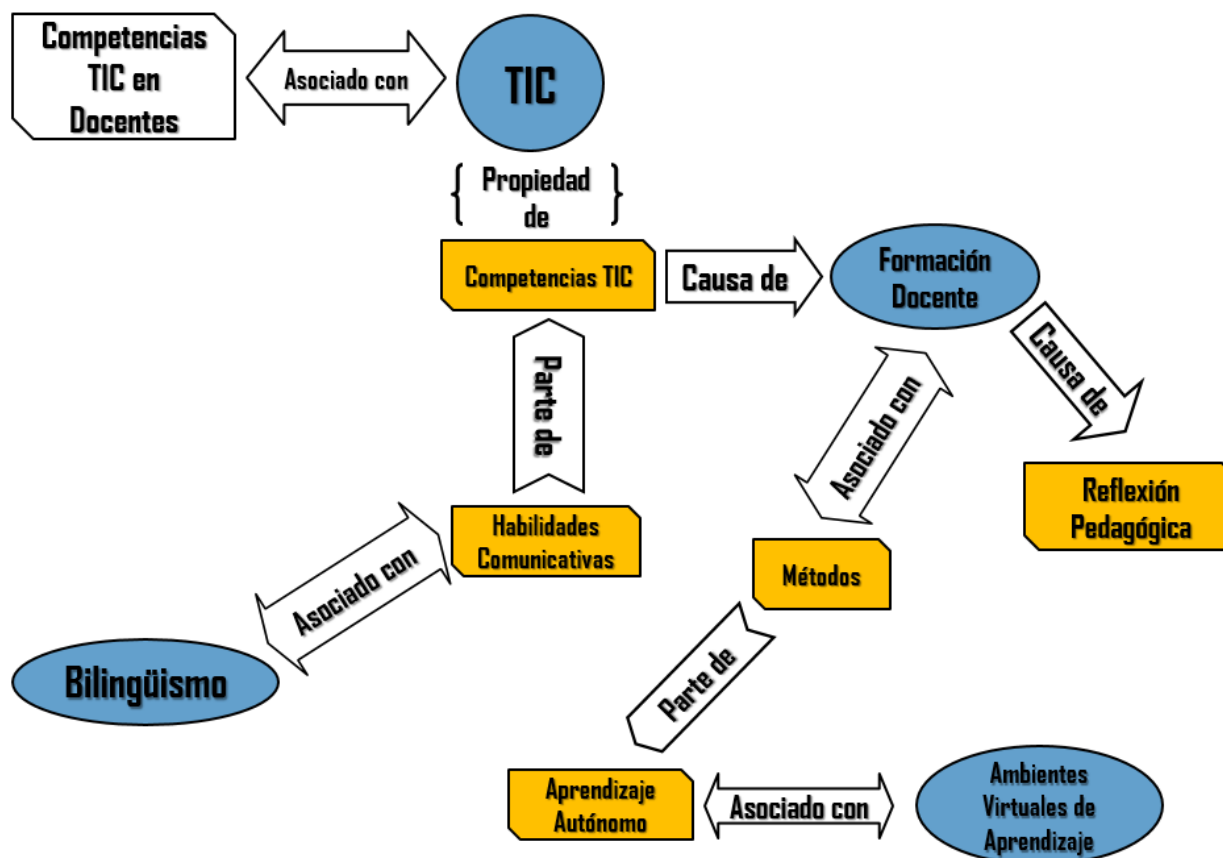 Competencias
TIC en
Docentes
Asociado con
TIC
Propiedad
de
Competencias TIC
Causa de
Formación
Docente
Causa de
Parte de
Asociado con
Reflexión
Pedagógica
Habilidades
Comunicativas
Asociado con
Métodos
Bilingüismo
Parte de
Aprendizaje
Autónomo
Asociado con
Ambientes
Virtuales de
Aprendizaje